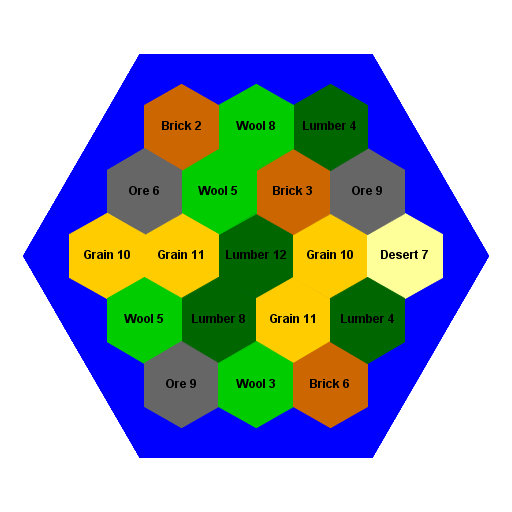 Brick 2 Wool 8 Lumber 4
Ore 6 Wool 5 Brick 3 Ore 9
Grain 10 Grain 11 Lumber 12 Grain 10 Desert 7
Wool 5 Lumber 8 Grain 11 Lumber 4
Ore 9 Wool 3 Brick 6